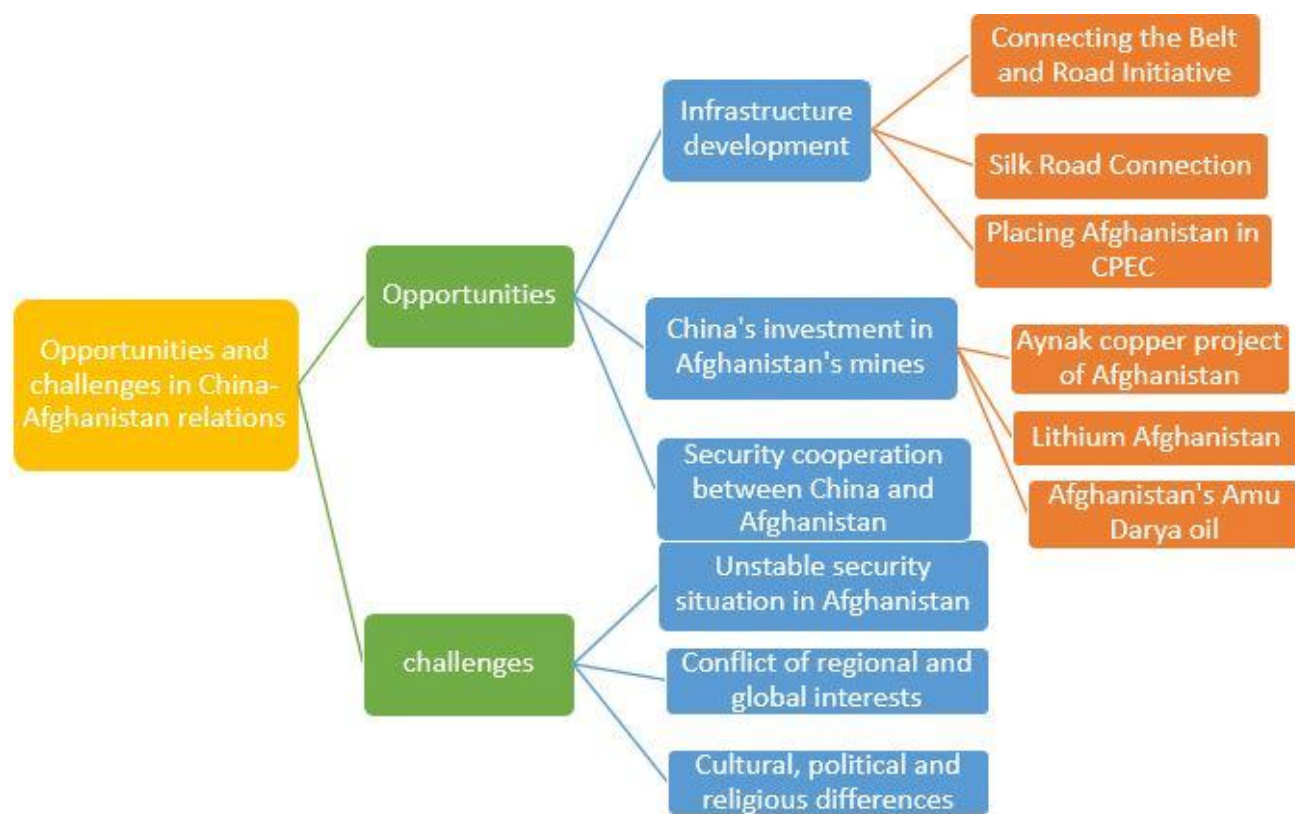 Opportunities and
challenges in China-
Afghanistan relations
Opportunities
Infrastructure
development
Connecting the Belt
and Road Initiative
Silk Road Connection
Placing Afghanistan in
CPEC
China's investment in
Afghanistan's mines
Aynak copper project
of Afghanistan
Lithium Afghanistan
Afghanistan's Amu
Darya oil
Security cooperation
between China and
Afghanistan
challenges
Unstable security
situation in Afghanistan
Conflict of regional and
global interests
Cultural, political and
religious differences